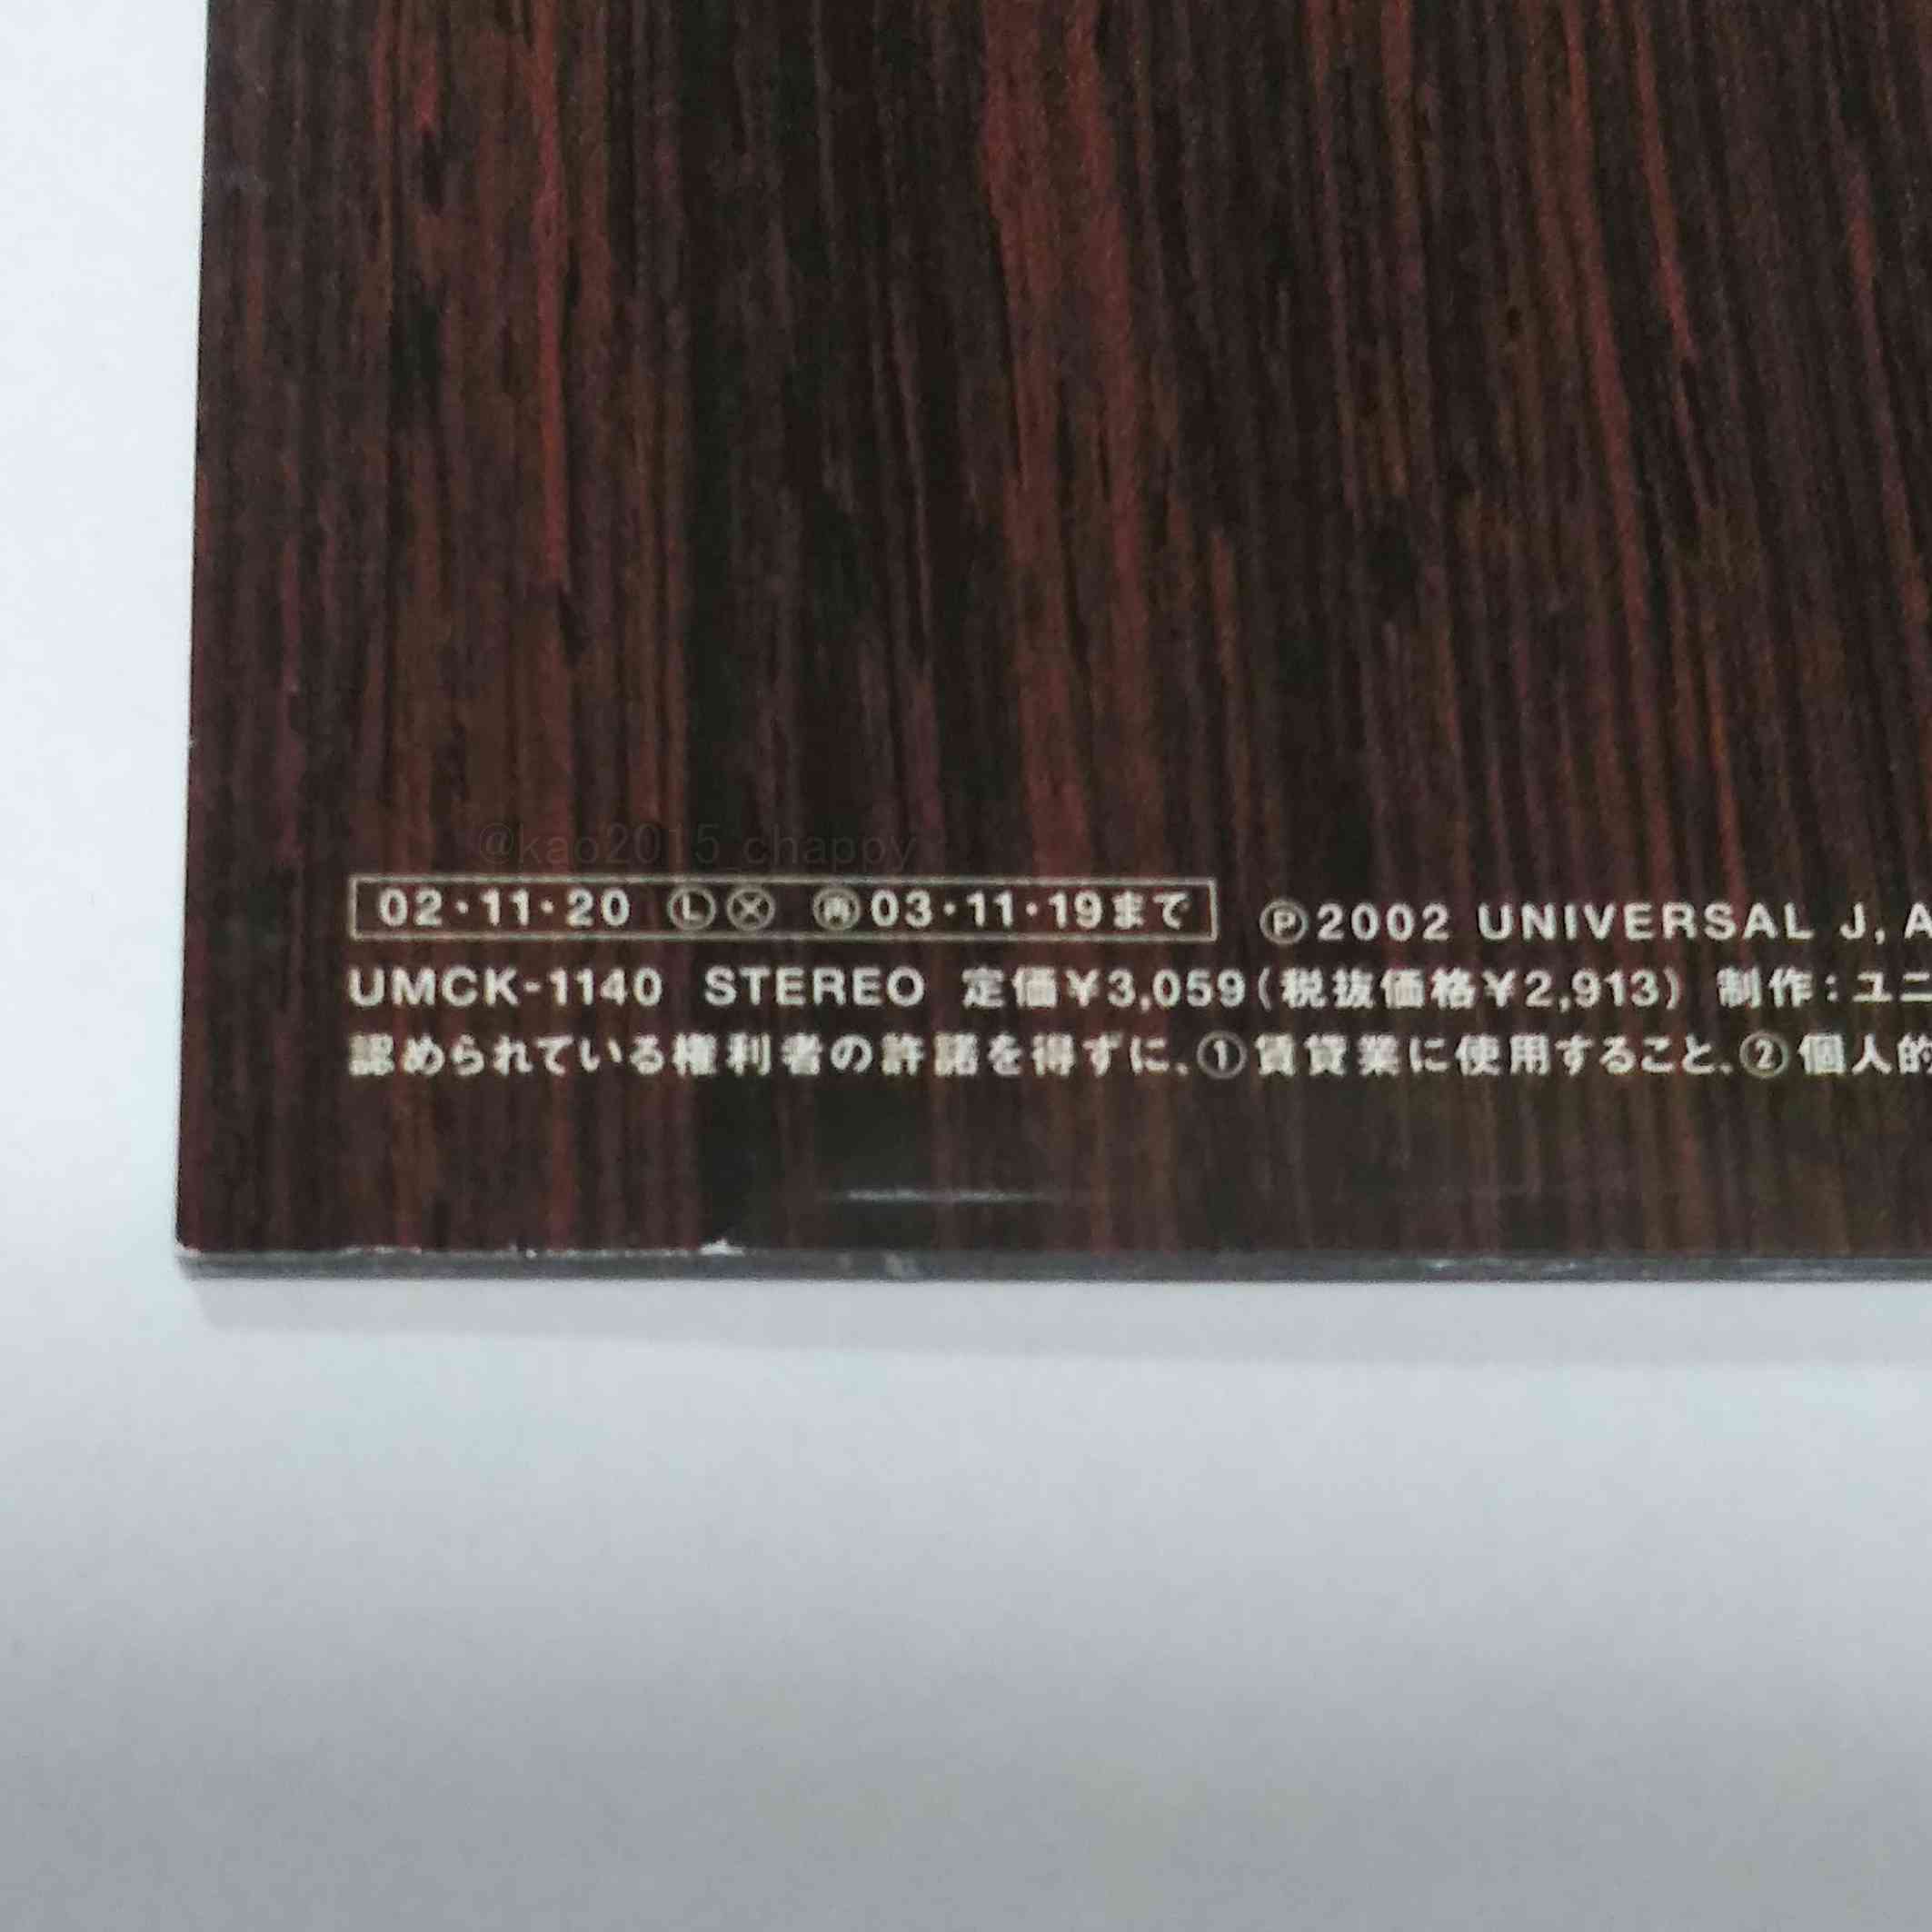 @kao2015_chappy
02・11・20 Ⓛ ⓧ ㊢03・11・19まで ℗2002 UNIVERSAL J, A
UMCK-1140 STEREO 定価¥3,059(税抜価格¥2,913) 制作:ユニ
認められている権利者の許諾を得ずに、①賃貸業に使用すること、②個人的